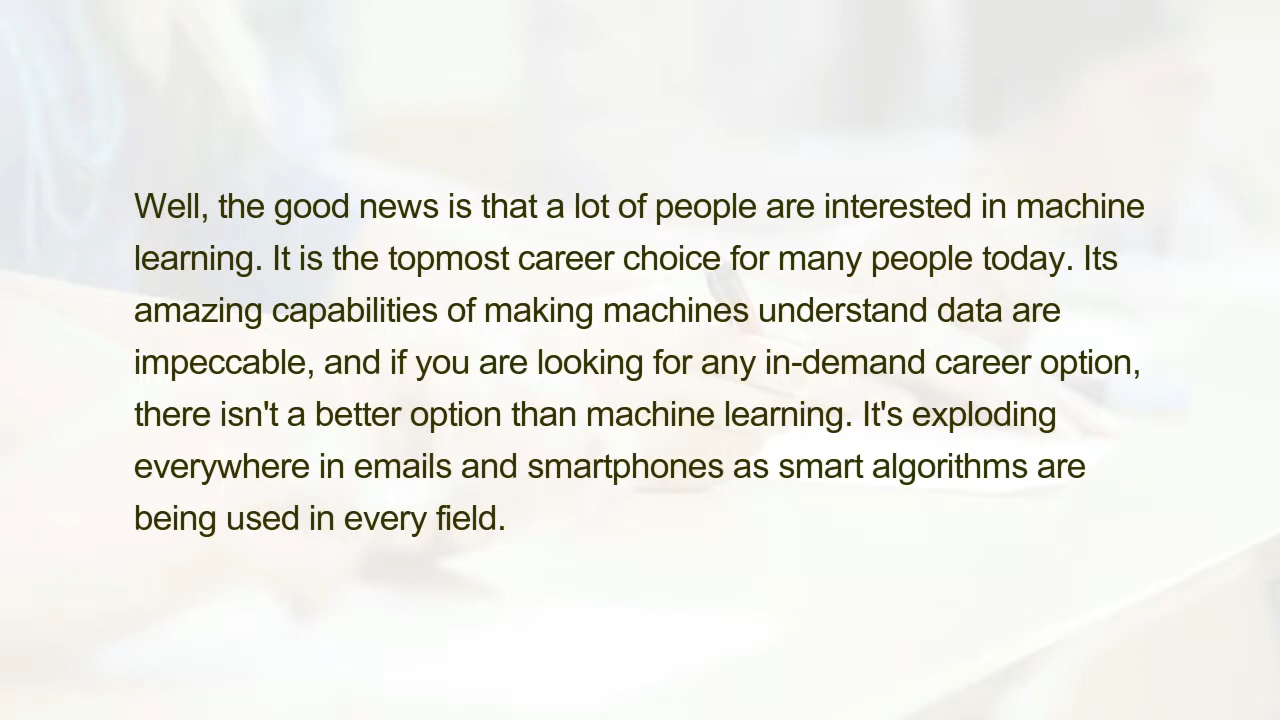 Well, the good news is that a lot of people are interested in machine
learning. It is the topmost career choice for many people today. Its
amazing capabilities of making machines understand data are
impeccable, and if you are looking for any in-demand career option,
there isn't a better option than machine learning. It's exploding
everywhere in emails and smartphones as smart algorithms are
being used in every field.